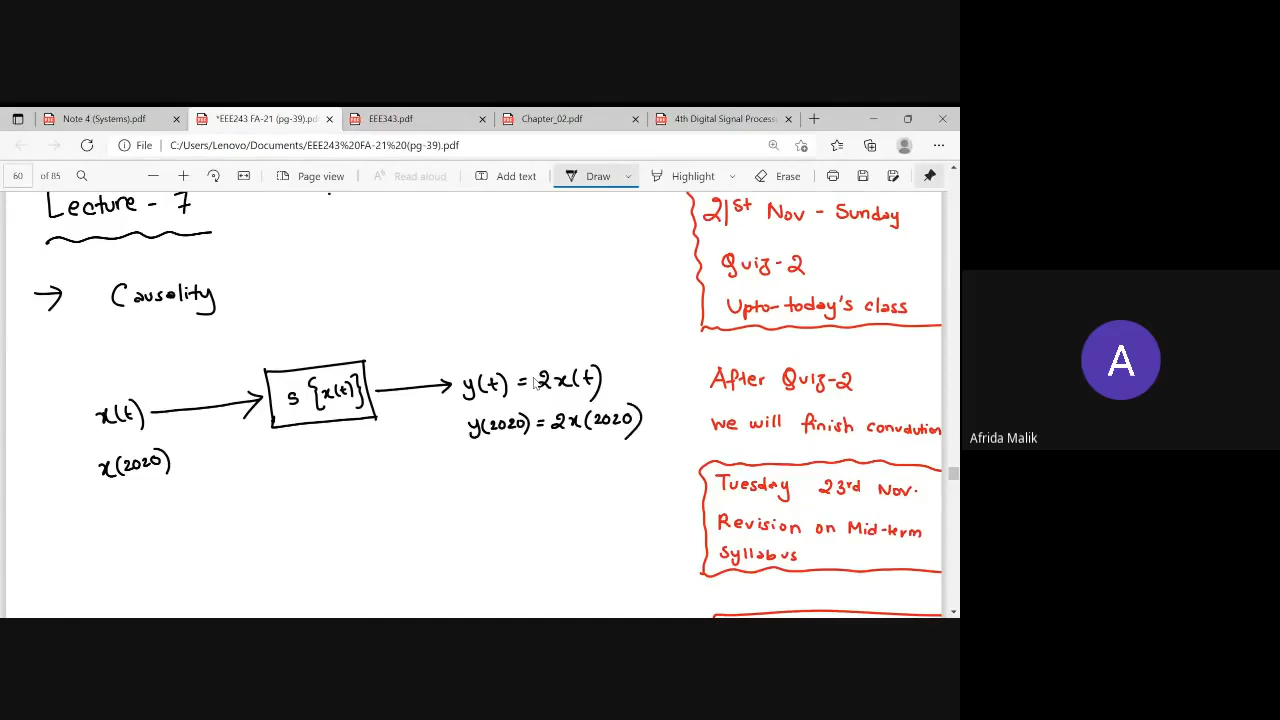 Note 4 (Systems).pdf
*EEE243 FA-21 (pg-39).pdf
EEE343.pdf
Chapter_02.pdf
4th Digital Signal Process
File
C:/Users/Lenovo/Documents/EEE243%20FA-21%20(pg-39).pdf
60 of 85
Page view
Read aloud
Add text
Draw
Highlight
Erase
Lecture - 7
→ Causality
x(t)
s {x(t)}
y(t) = 2x(t)
y(2020) = 2x(2020)
x(2020)
21st Nov - Sunday
Quiz-2
Upto today's class
After Quiz-2
we will finish convolution
Tuesday 23rd Nov.
Revision on Mid-term
Syllabus
A
Afrida Malik